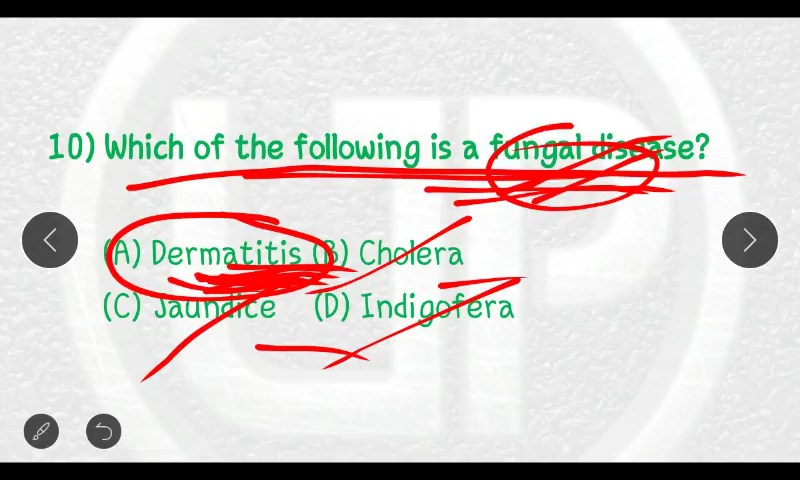 10) Which of the following is a fungal disease?
(A) Dermatitis (B) Cholera
(C) Jaundice (D) Indigofera